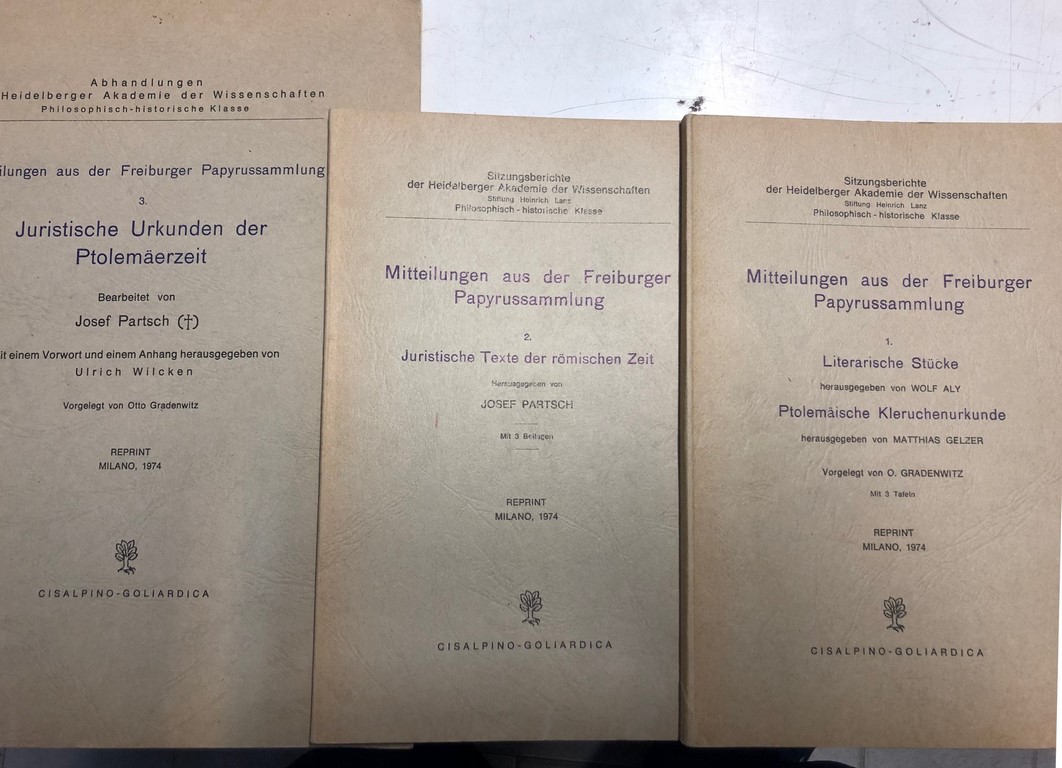 Abhandlungen
Heidelberger Akademie der Wissenschaften
Philosophisch-historische Klasse
ilungen aus der Freiburger Papyrussammlung
3.
Juristische Urkunden der
Ptolemäerzeit
Bearbeitet von
Josef Partsch (†)
it einem Vorwort und einem Anhang herausgegeben von
Ulrich Wilcken
Vorgelegt von Otto Gradenwitz
REPRINT
MILANO, 1974
CISALPINO-GOLIARDICA
Sitzungsberichte
der Heidelberger Akademie der Wissenschaften
Stiftung Heinrich Lanz
Philosophisch-historische Klasse
Mitteilungen aus der Freiburger
Papyrussammlung
2.
Juristische Texte der römischen Zeit
Herausgegeben von
JOSEF PARTSCH
Mit 3 Beilagen
REPRINT
MILANO, 1974
CISALPINO-GOLIARDICA
Sitzungsberichte
der Heidelberger Akademie der Wissenschaften
Stiftung Heinrich Lanz
Philosophisch-historische Klasse
Mitteilungen aus der Freiburger
Papyrussammlung
1.
Literarische Stücke
herausgegeben von WOLF ALY
Ptolemäische Kleruchenurkunde
herausgegeben von MATTHIAS GELZER
Vorgelegt von O. GRADENWITZ
Mit 3 Tafeln
REPRINT
MILANO, 1974
CISALPINO-GOLIARDICA